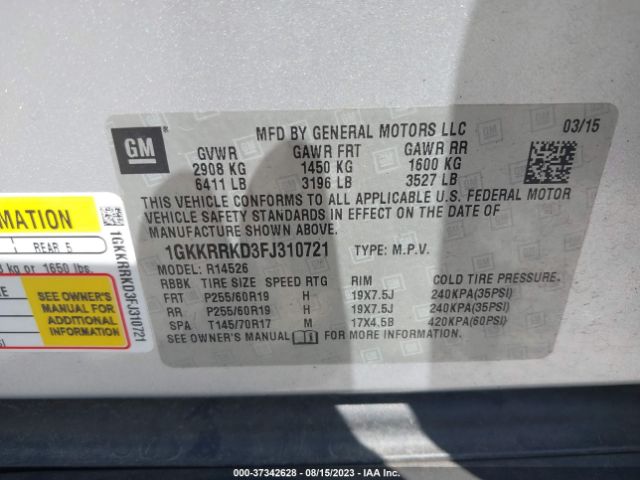 GM
MFD BY GENERAL MOTORS LLC 03/15
GVWR GAWR FRT GAWR RR
2908 KG 1450 KG 1600 KG
6411 LB 3196 LB 3527 LB
THIS VEHICLE CONFORMS TO ALL APPLICABLE U.S. FEDERAL MOTOR
VEHICLE SAFETY STANDARDS IN EFFECT ON THE DATE OF
MANUFACTURE SHOWN ABOVE.
1GKKRRKD3FJ310721 TYPE: M.P.V.
MODEL: R14526
RBBK TIRE SIZE SPEED RTG RIM COLD TIRE PRESSURE
FRT P255/60R19 H 19X7.5J 240KPA(35PSI)
RR P255/60R19 H 19X7.5J 240KPA(35PSI)
SPA T145/70R17 M 17X4.5B 420KPA(60PSI)
SEE OWNER'S MANUAL FOR MORE INFORMATION
MATION
REAR 5
kg or 1650 lbs.
SEE OWNER'S
MANUAL FOR
ADDITIONAL
INFORMATION
1GKKRRKD3FJ310721
000-37342628 - 08/15/2023 - IAA Inc.